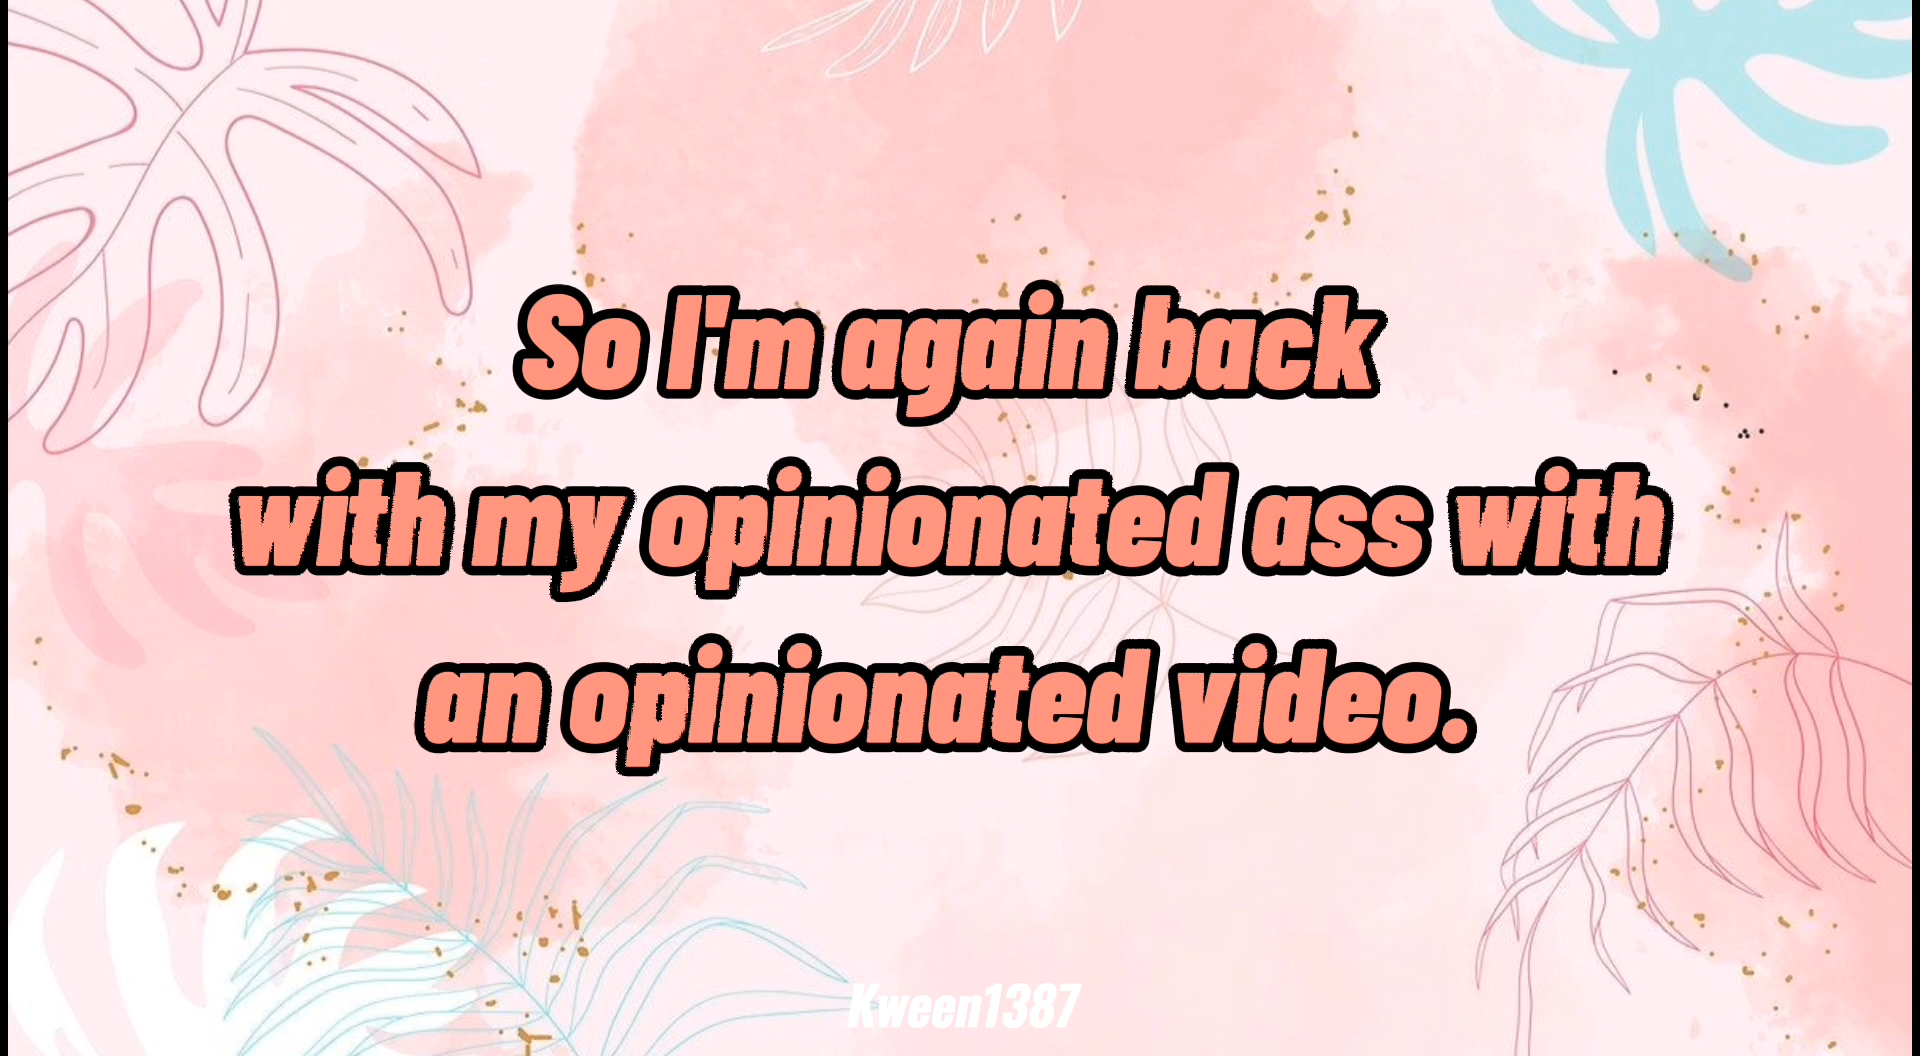 So I'm again back
with my opinionated ass with
an opinionated video.
Kween1387